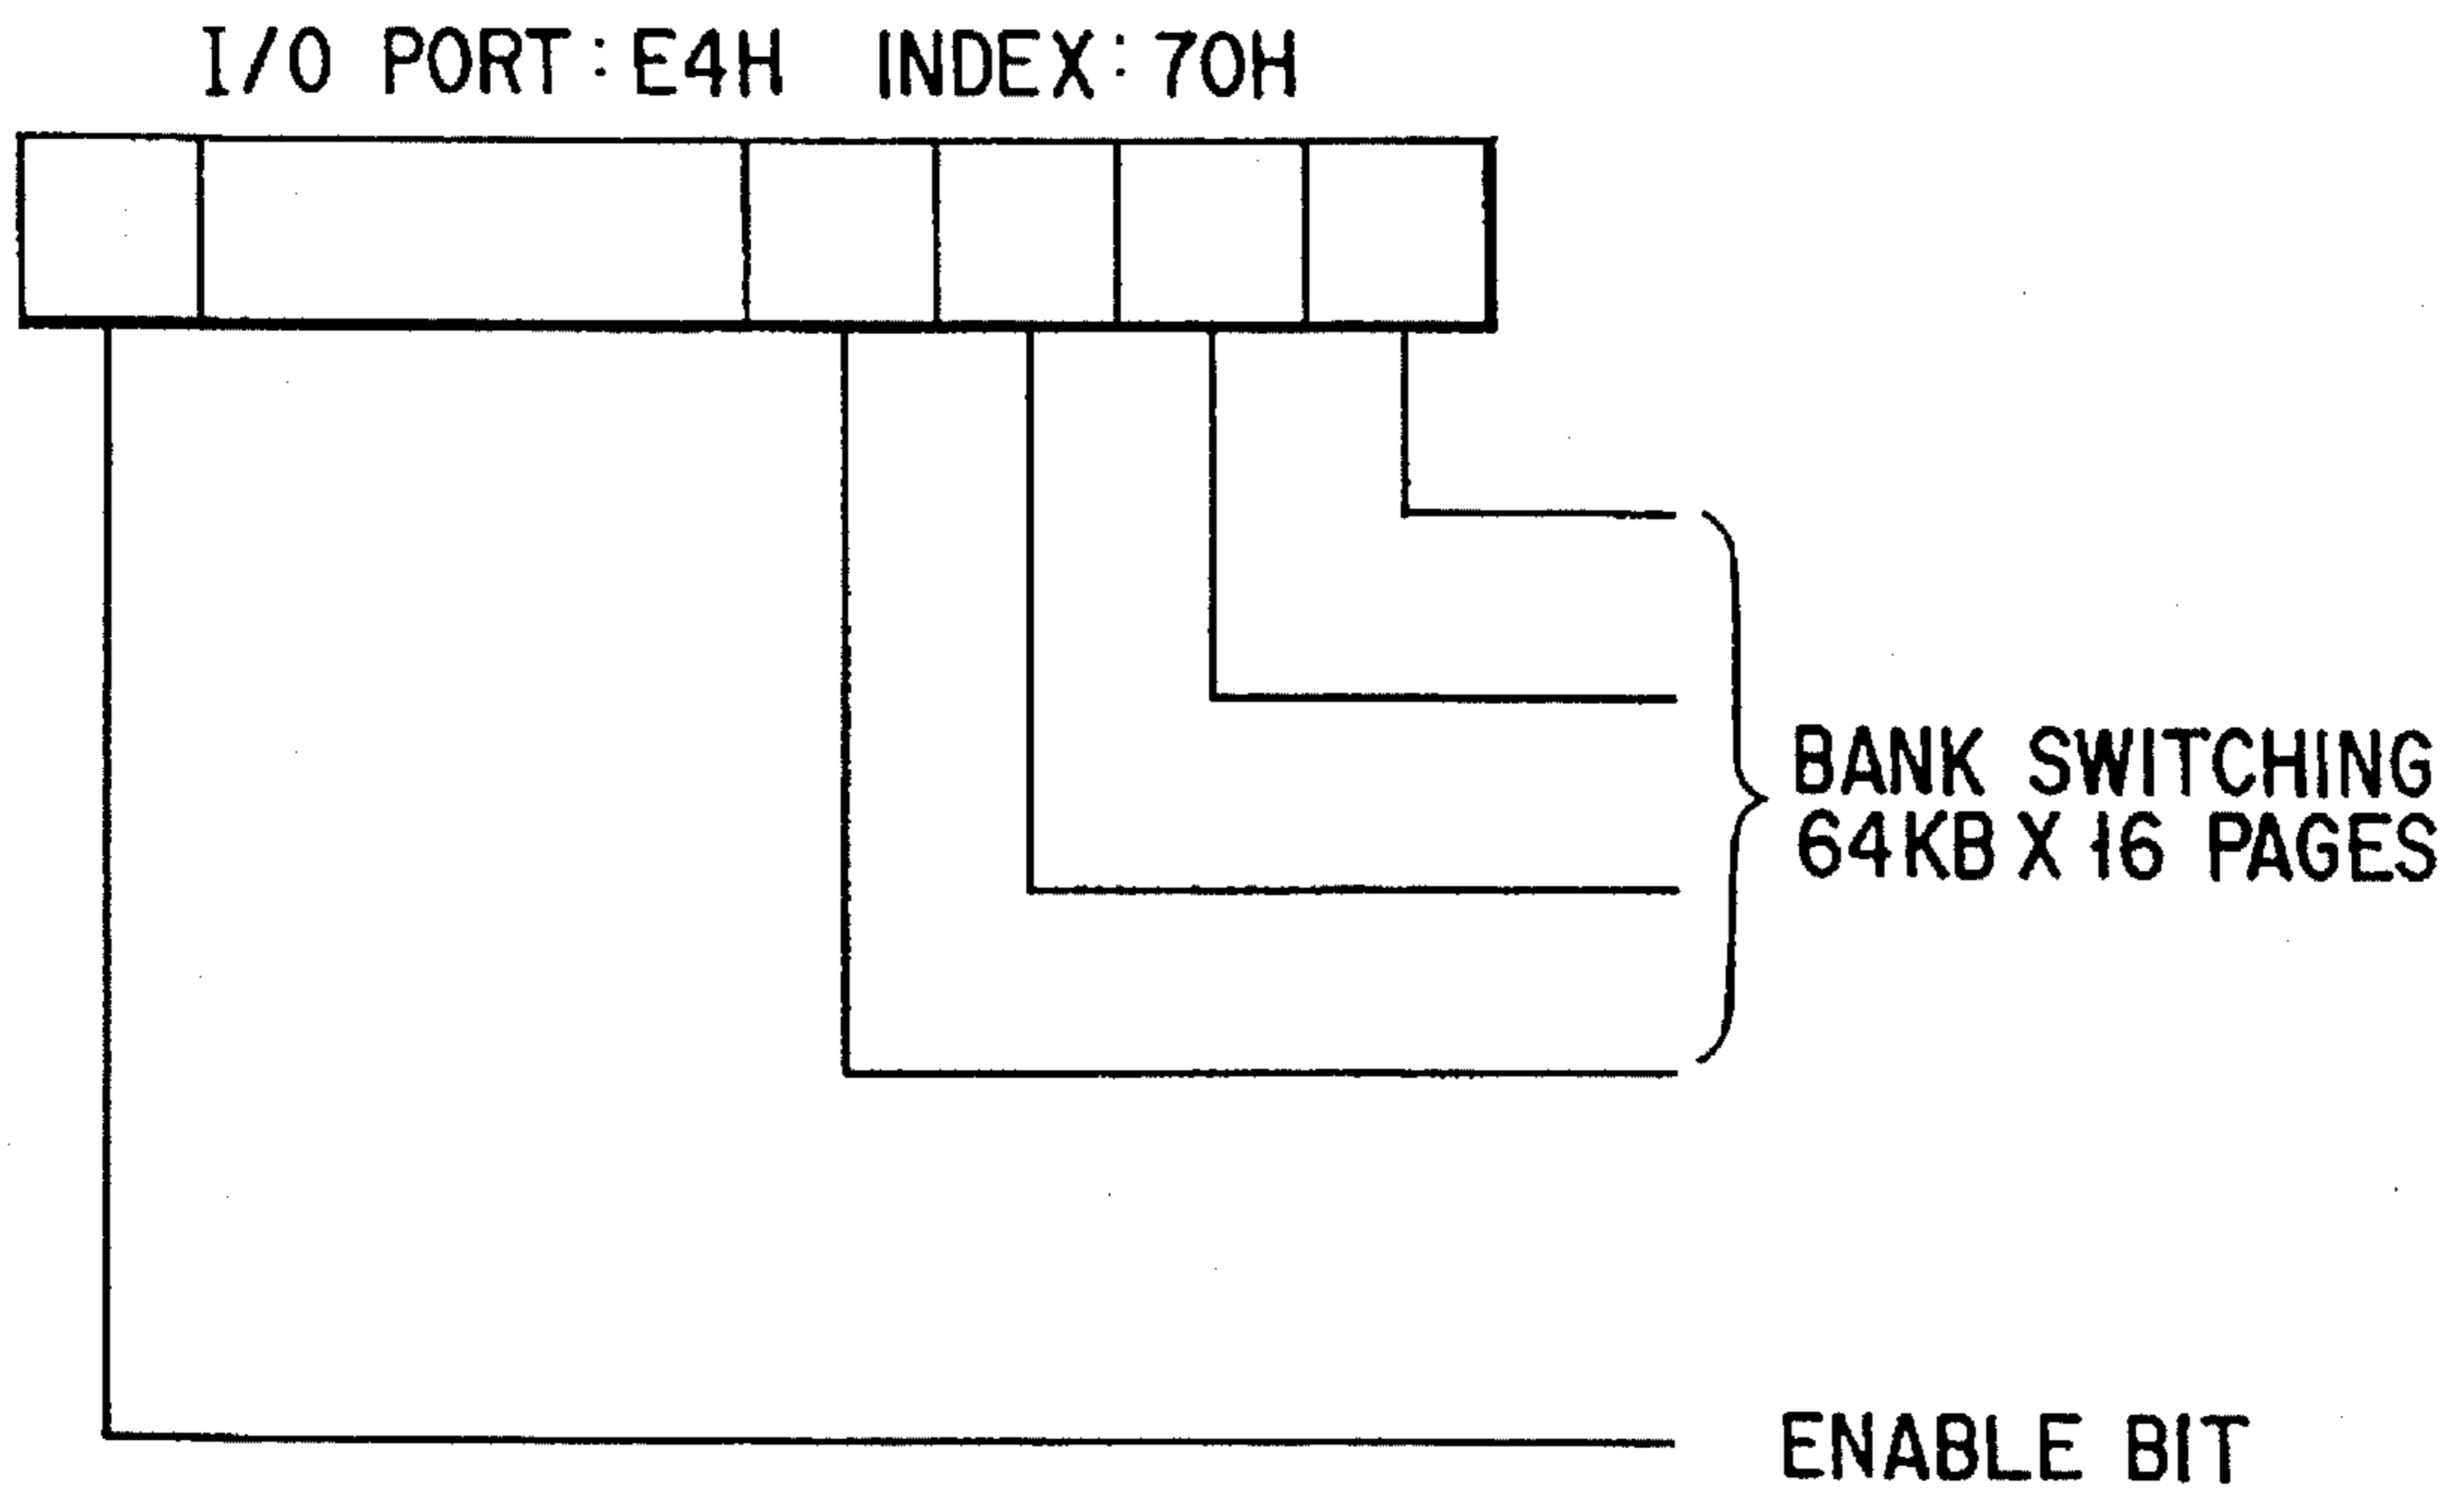 I/O PORT:E4H INDEX:70H
BANK SWITCHING
64KB X 16 PAGES
ENABLE BIT